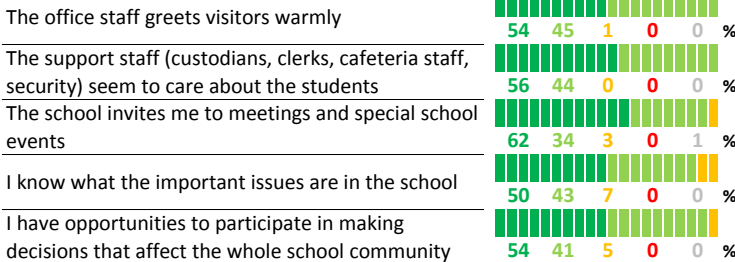 The office staff greets visitors warmly
54 45 1 0 0 %
The support staff (custodians, clerks, cafeteria staff,
security) seem to care about the students
56 44 0 0 0 %
The school invites me to meetings and special school
events
62 34 3 0 1 %
I know what the important issues are in the school
50 43 7 0 0 %
I have opportunities to participate in making
decisions that affect the whole school community
54 41 5 0 0 %